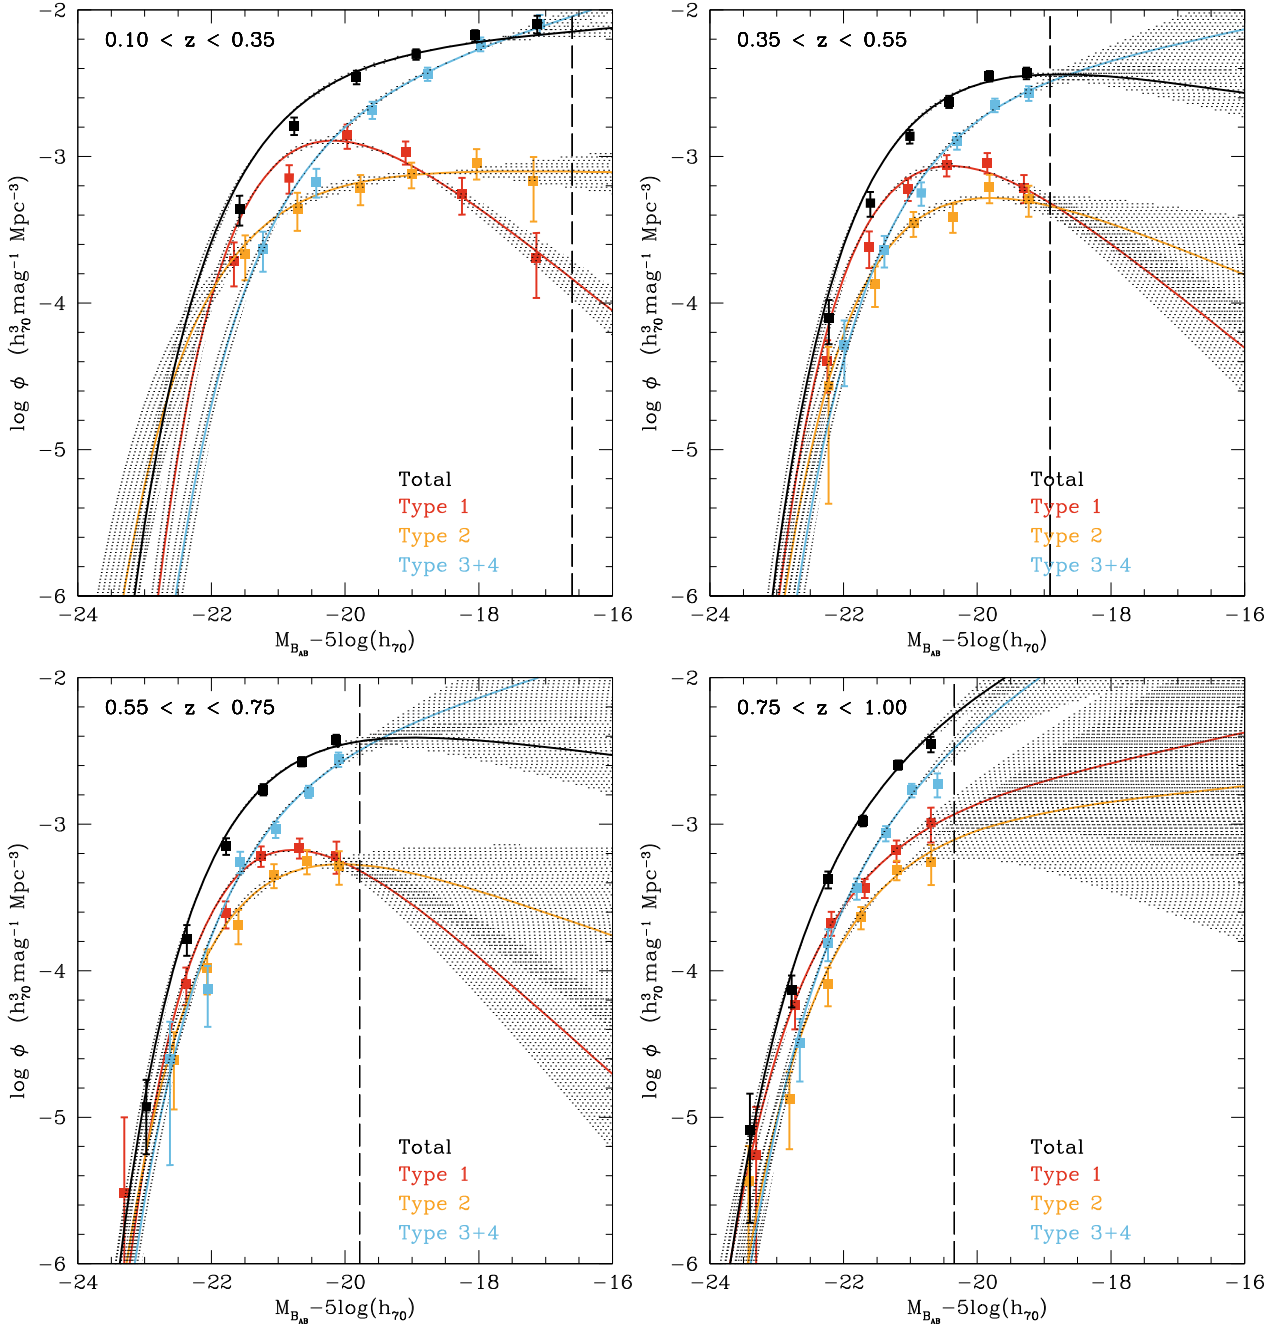 0.10 < z < 0.35
−2
−3
−4
−5
−6
log ϕ (h³₇₀ mag⁻¹ Mpc⁻³)
Total
Type 1
Type 2
Type 3+4
−24 −22 −20 −18 −16
M_B_AB −5log(h₇₀)
0.35 < z < 0.55
−2
−3
−4
−5
−6
log ϕ (h³₇₀ mag⁻¹ Mpc⁻³)
Total
Type 1
Type 2
Type 3+4
−24 −22 −20 −18 −16
M_B_AB −5log(h₇₀)
0.55 < z < 0.75
−2
−3
−4
−5
−6
log ϕ (h³₇₀ mag⁻¹ Mpc⁻³)
Total
Type 1
Type 2
Type 3+4
−24 −22 −20 −18 −16
M_B_AB −5log(h₇₀)
0.75 < z < 1.00
−2
−3
−4
−5
−6
log ϕ (h³₇₀ mag⁻¹ Mpc⁻³)
Total
Type 1
Type 2
Type 3+4
−24 −22 −20 −18 −16
M_B_AB −5log(h₇₀)